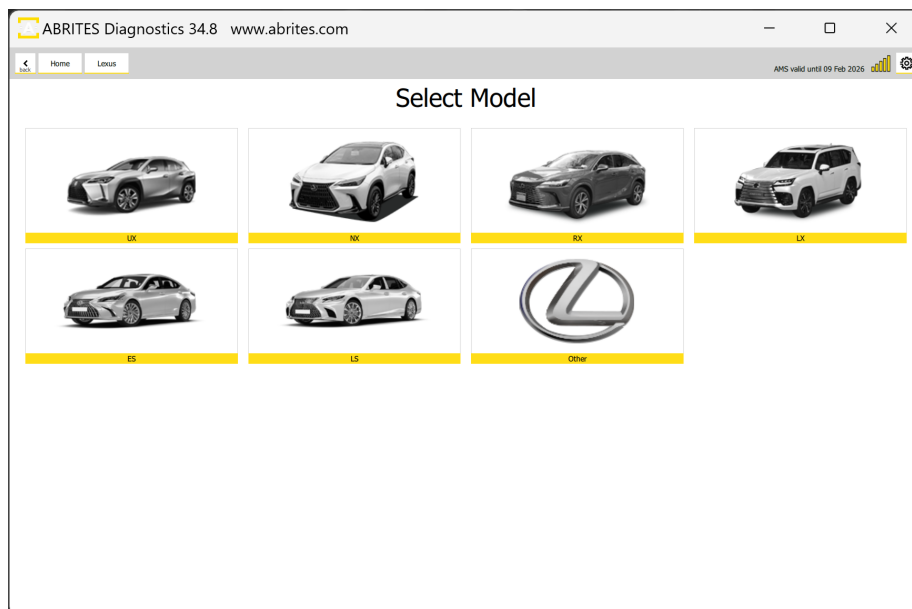 ABRITES Diagnostics 34.8 www.abrites.com
back Home Lexus AMS valid until 09 Feb 2026
Select Model
UX NX RX LX
ES LS Other